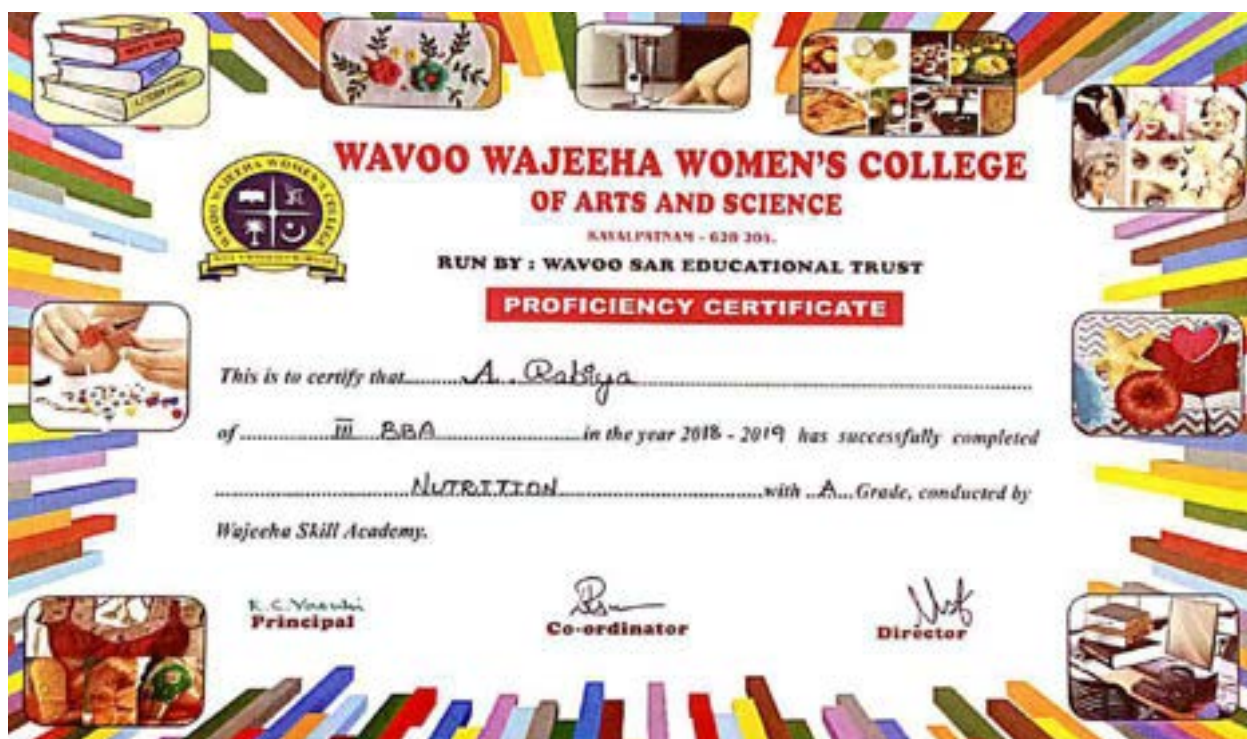 WAVOO WAJEEHA WOMEN'S COLLEGE
OF ARTS AND SCIENCE
KAYALPATNAM - 628 204.
RUN BY : WAVOO SAR EDUCATIONAL TRUST
PROFICIENCY CERTIFICATE
This is to certify that A. Rabiya
of III BBA in the year 2018 - 2019 has successfully completed
NUTRITION with A Grade, conducted by
Wajeeha Skill Academy.
Principal
Co-ordinator
Director